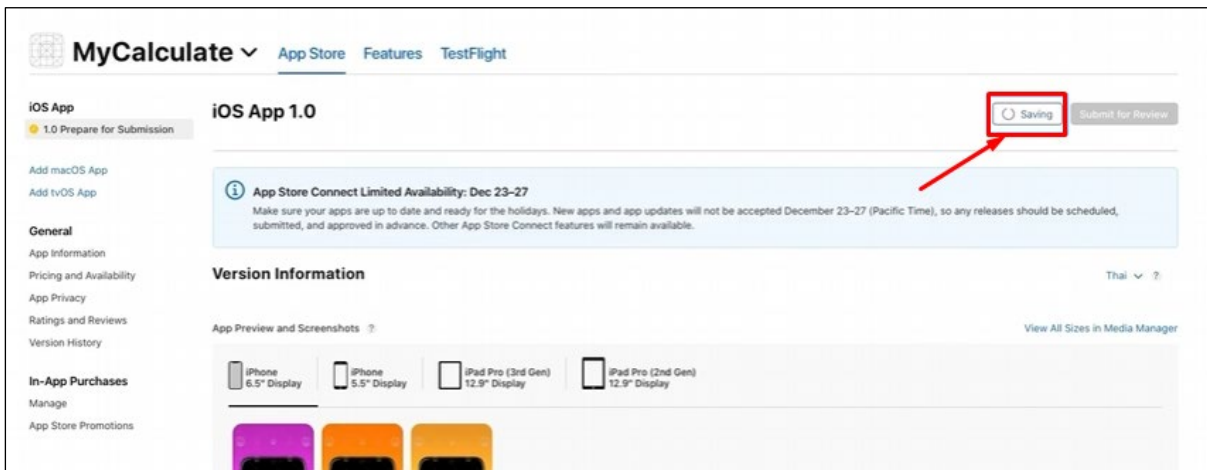 MyCalculate
App Store Features TestFlight
iOS App
1.0 Prepare for Submission
Add macOS App
Add tvOS App
General
App Information
Pricing and Availability
App Privacy
Ratings and Reviews
Version History
In-App Purchases
Manage
App Store Promotions
iOS App 1.0
Saving
Submit for Review
App Store Connect Limited Availability: Dec 23–27
Make sure your apps are up to date and ready for the holidays. New apps and app updates will not be accepted December 23–27 (Pacific Time), so any releases should be scheduled,
submitted, and approved in advance. Other App Store Connect features will remain available.
Version Information
Thai ?
App Preview and Screenshots ?
View All Sizes in Media Manager
iPhone
6.5" Display
iPhone
5.5" Display
iPad Pro (3rd Gen)
12.9" Display
iPad Pro (2nd Gen)
12.9" Display